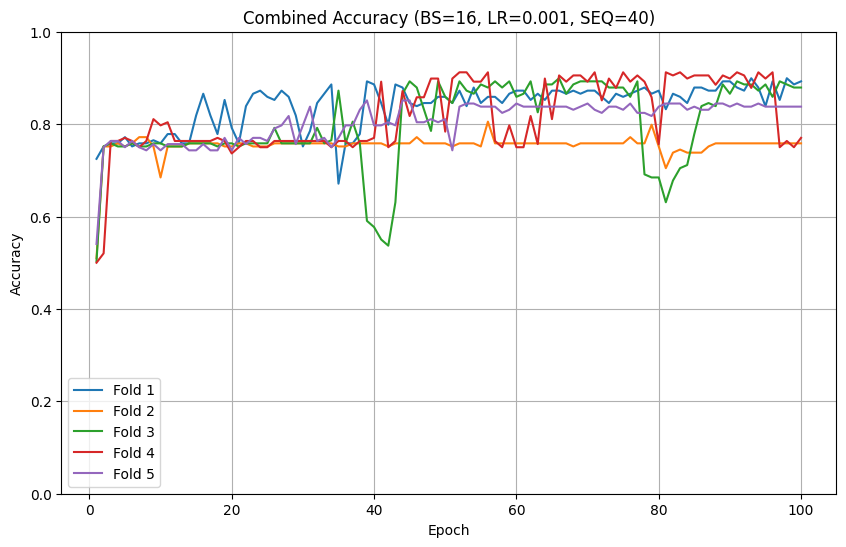 Combined Accuracy (BS=16, LR=0.001, SEQ=40)
1.0
0.8
0.6
0.4
0.2
0.0
Accuracy
Fold 1
Fold 2
Fold 3
Fold 4
Fold 5
0 20 40 60 80 100
Epoch